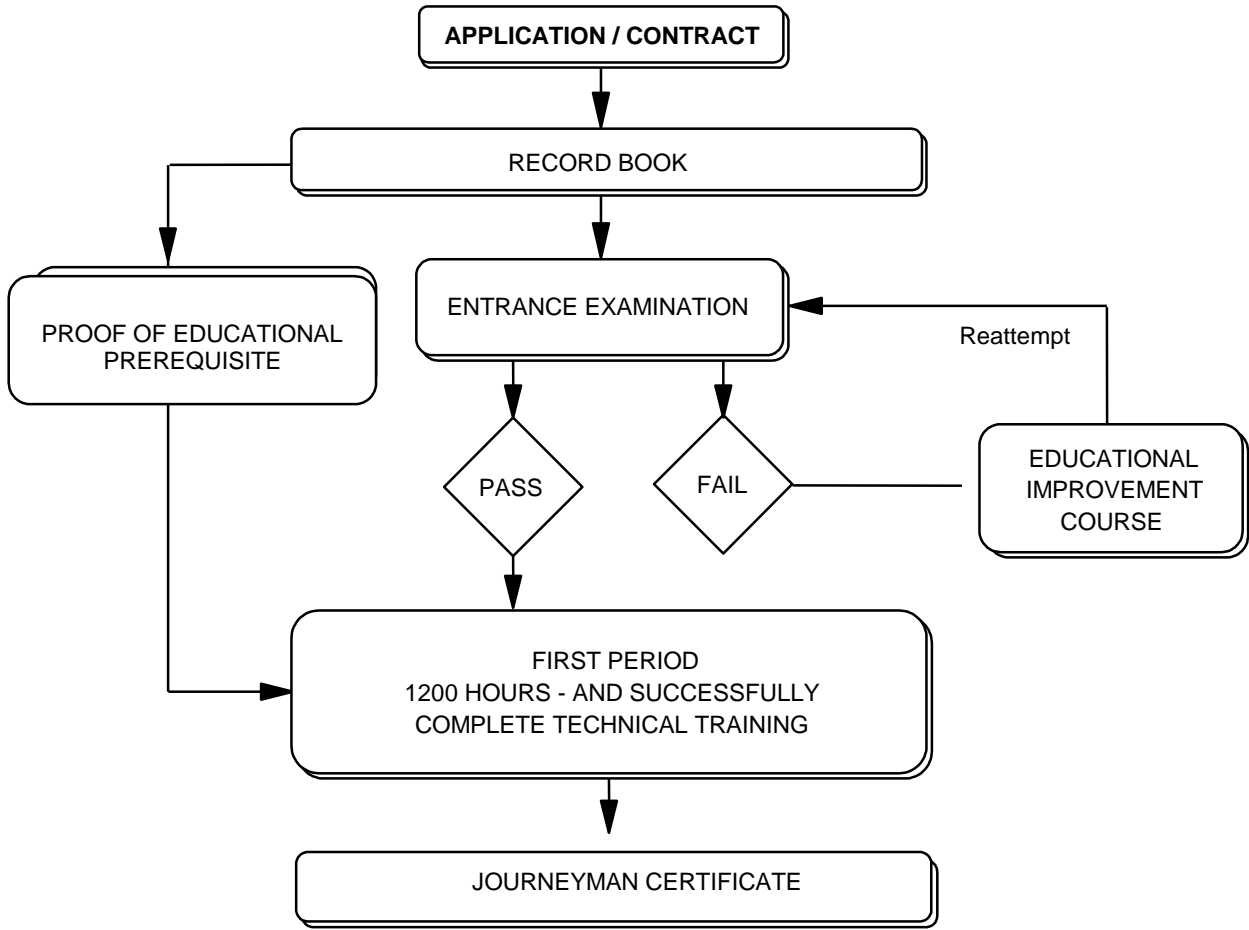 APPLICATION / CONTRACT
RECORD BOOK
PROOF OF EDUCATIONAL
PREREQUISITE
ENTRANCE EXAMINATION
Reattempt
PASS
FAIL
EDUCATIONAL
IMPROVEMENT
COURSE
FIRST PERIOD
1200 HOURS - AND SUCCESSFULLY
COMPLETE TECHNICAL TRAINING
JOURNEYMAN CERTIFICATE